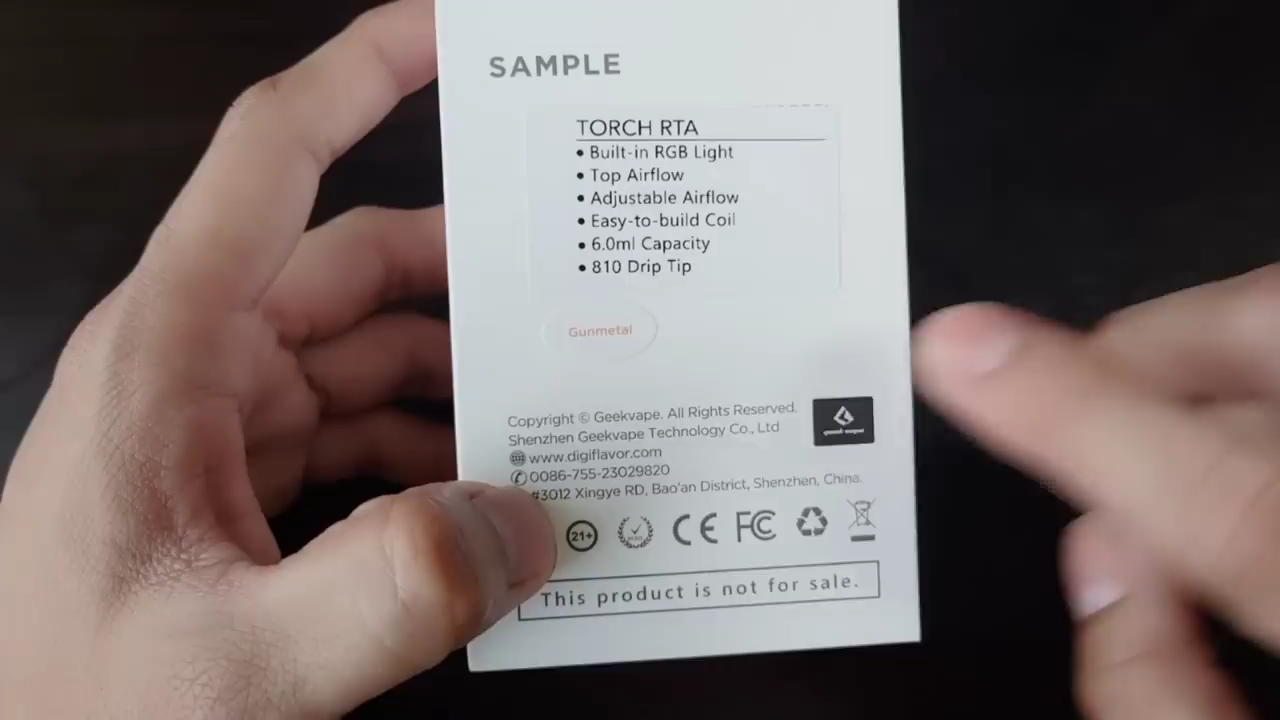 SAMPLE
TORCH RTA
• Built-in RGB Light
• Top Airflow
• Adjustable Airflow
• Easy-to-build Coil
• 6.0ml Capacity
• 810 Drip Tip
Gunmetal
Copyright © Geekvape. All Rights Reserved.
Shenzhen Geekvape Technology Co., Ltd
www.digiflavor.com
0086-755-23029820
#3012 Xingye RD, Bao'an District, Shenzhen, China.
21+ CE FC
This product is not for sale.